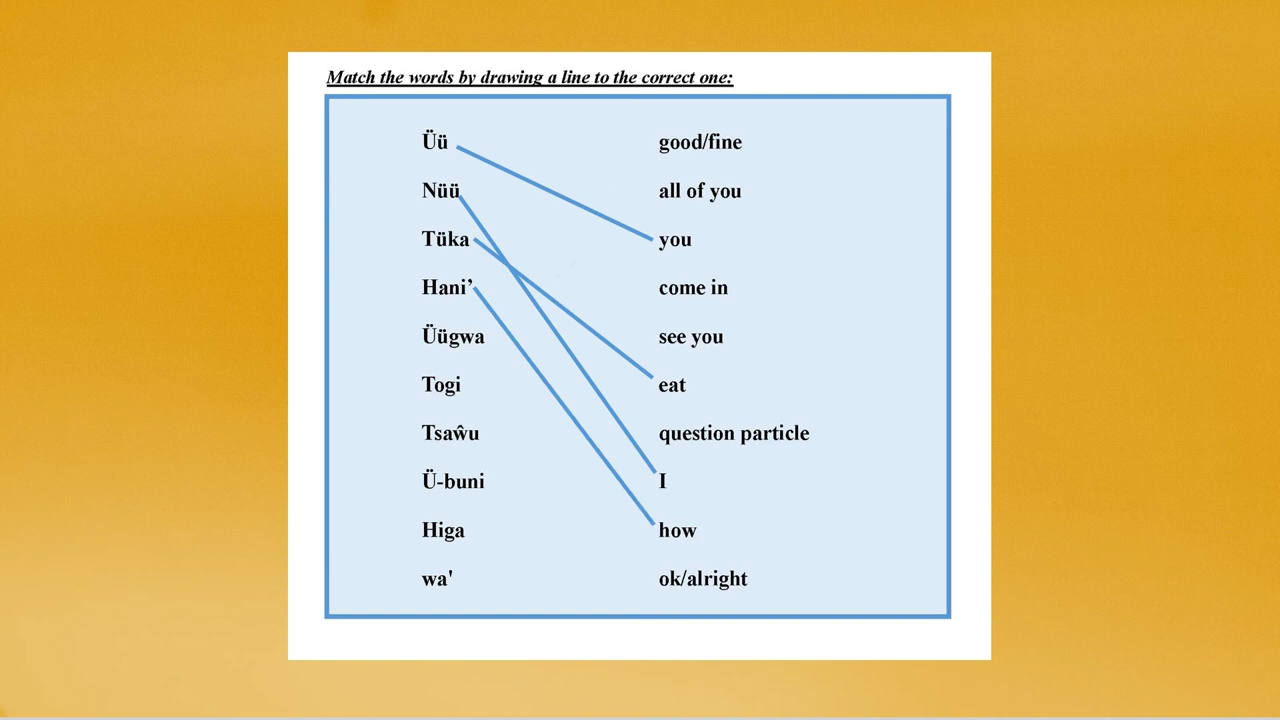 Match the words by drawing a line to the correct one:
Üü good/fine
Nüü all of you
Tüka you
Hani’ come in
Üügwa see you
Togi eat
Tsaŵu question particle
Ü-buni I
Higa how
wa' ok/alright